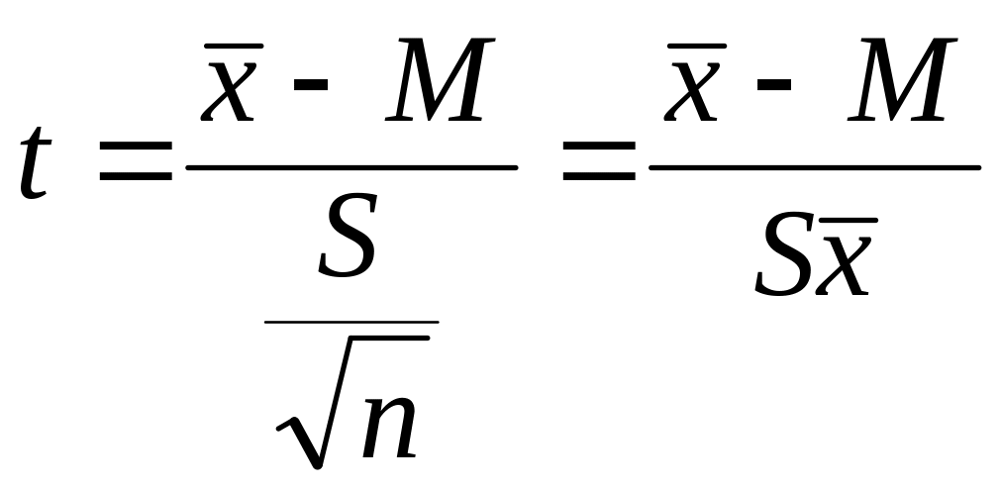 t = (x̄ - M) / (S / √n) = (x̄ - M) / Sx̄